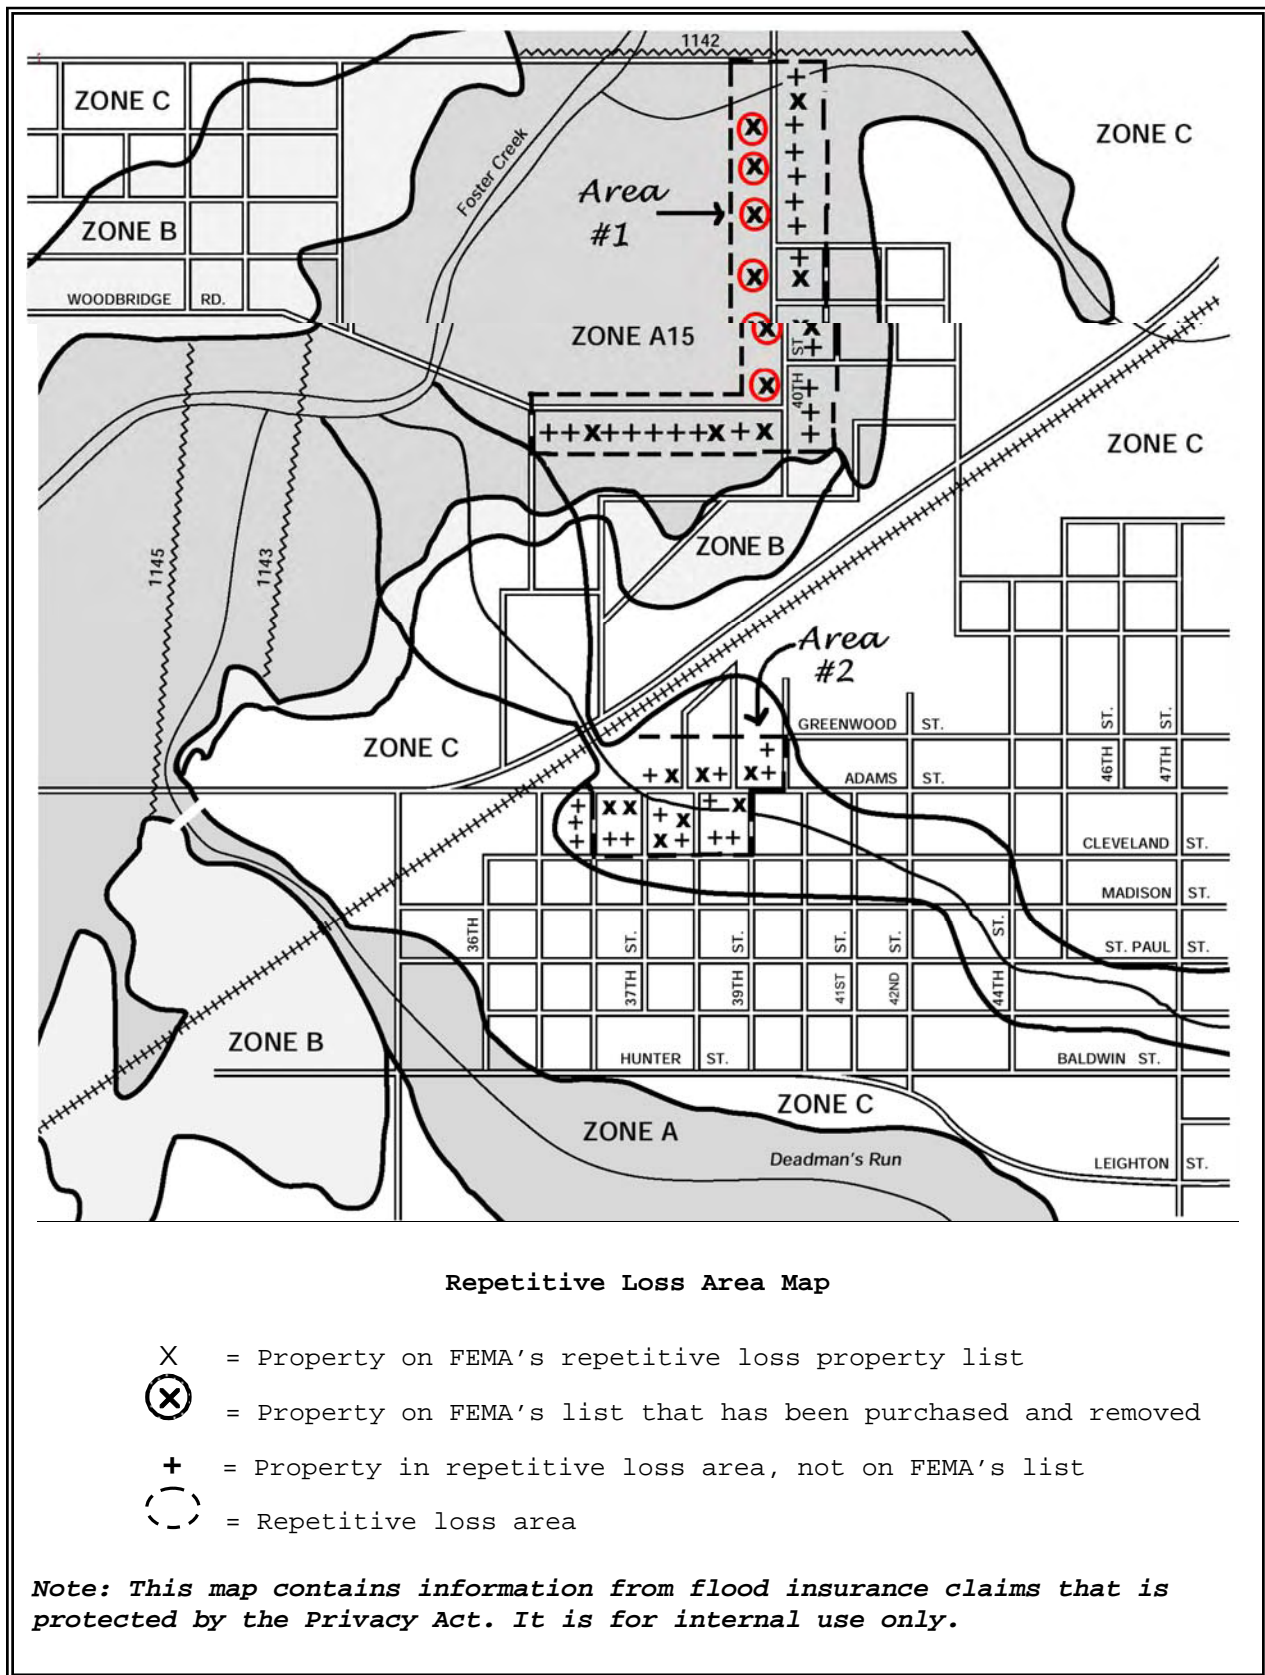 1142
ZONE C
ZONE C
Foster Creek
Area
#1
ZONE B
WOODBRIDGE RD.
ZONE A15
40TH ST
ZONE C
ZONE B
1145
1143
Area
#2
GREENWOOD ST.
46TH ST.
47TH ST.
ZONE C
ADAMS ST.
CLEVELAND ST.
MADISON ST.
36TH
37TH ST.
39TH ST.
41ST ST.
42ND ST.
44TH ST.
ST. PAUL ST.
ZONE B
HUNTER ST.
BALDWIN ST.
ZONE C
ZONE A
Deadman's Run
LEIGHTON ST.
Repetitive Loss Area Map
X = Property on FEMA's repetitive loss property list
X = Property on FEMA's list that has been purchased and removed
+ = Property in repetitive loss area, not on FEMA's list
= Repetitive loss area
Note: This map contains information from flood insurance claims that is
protected by the Privacy Act. It is for internal use only.